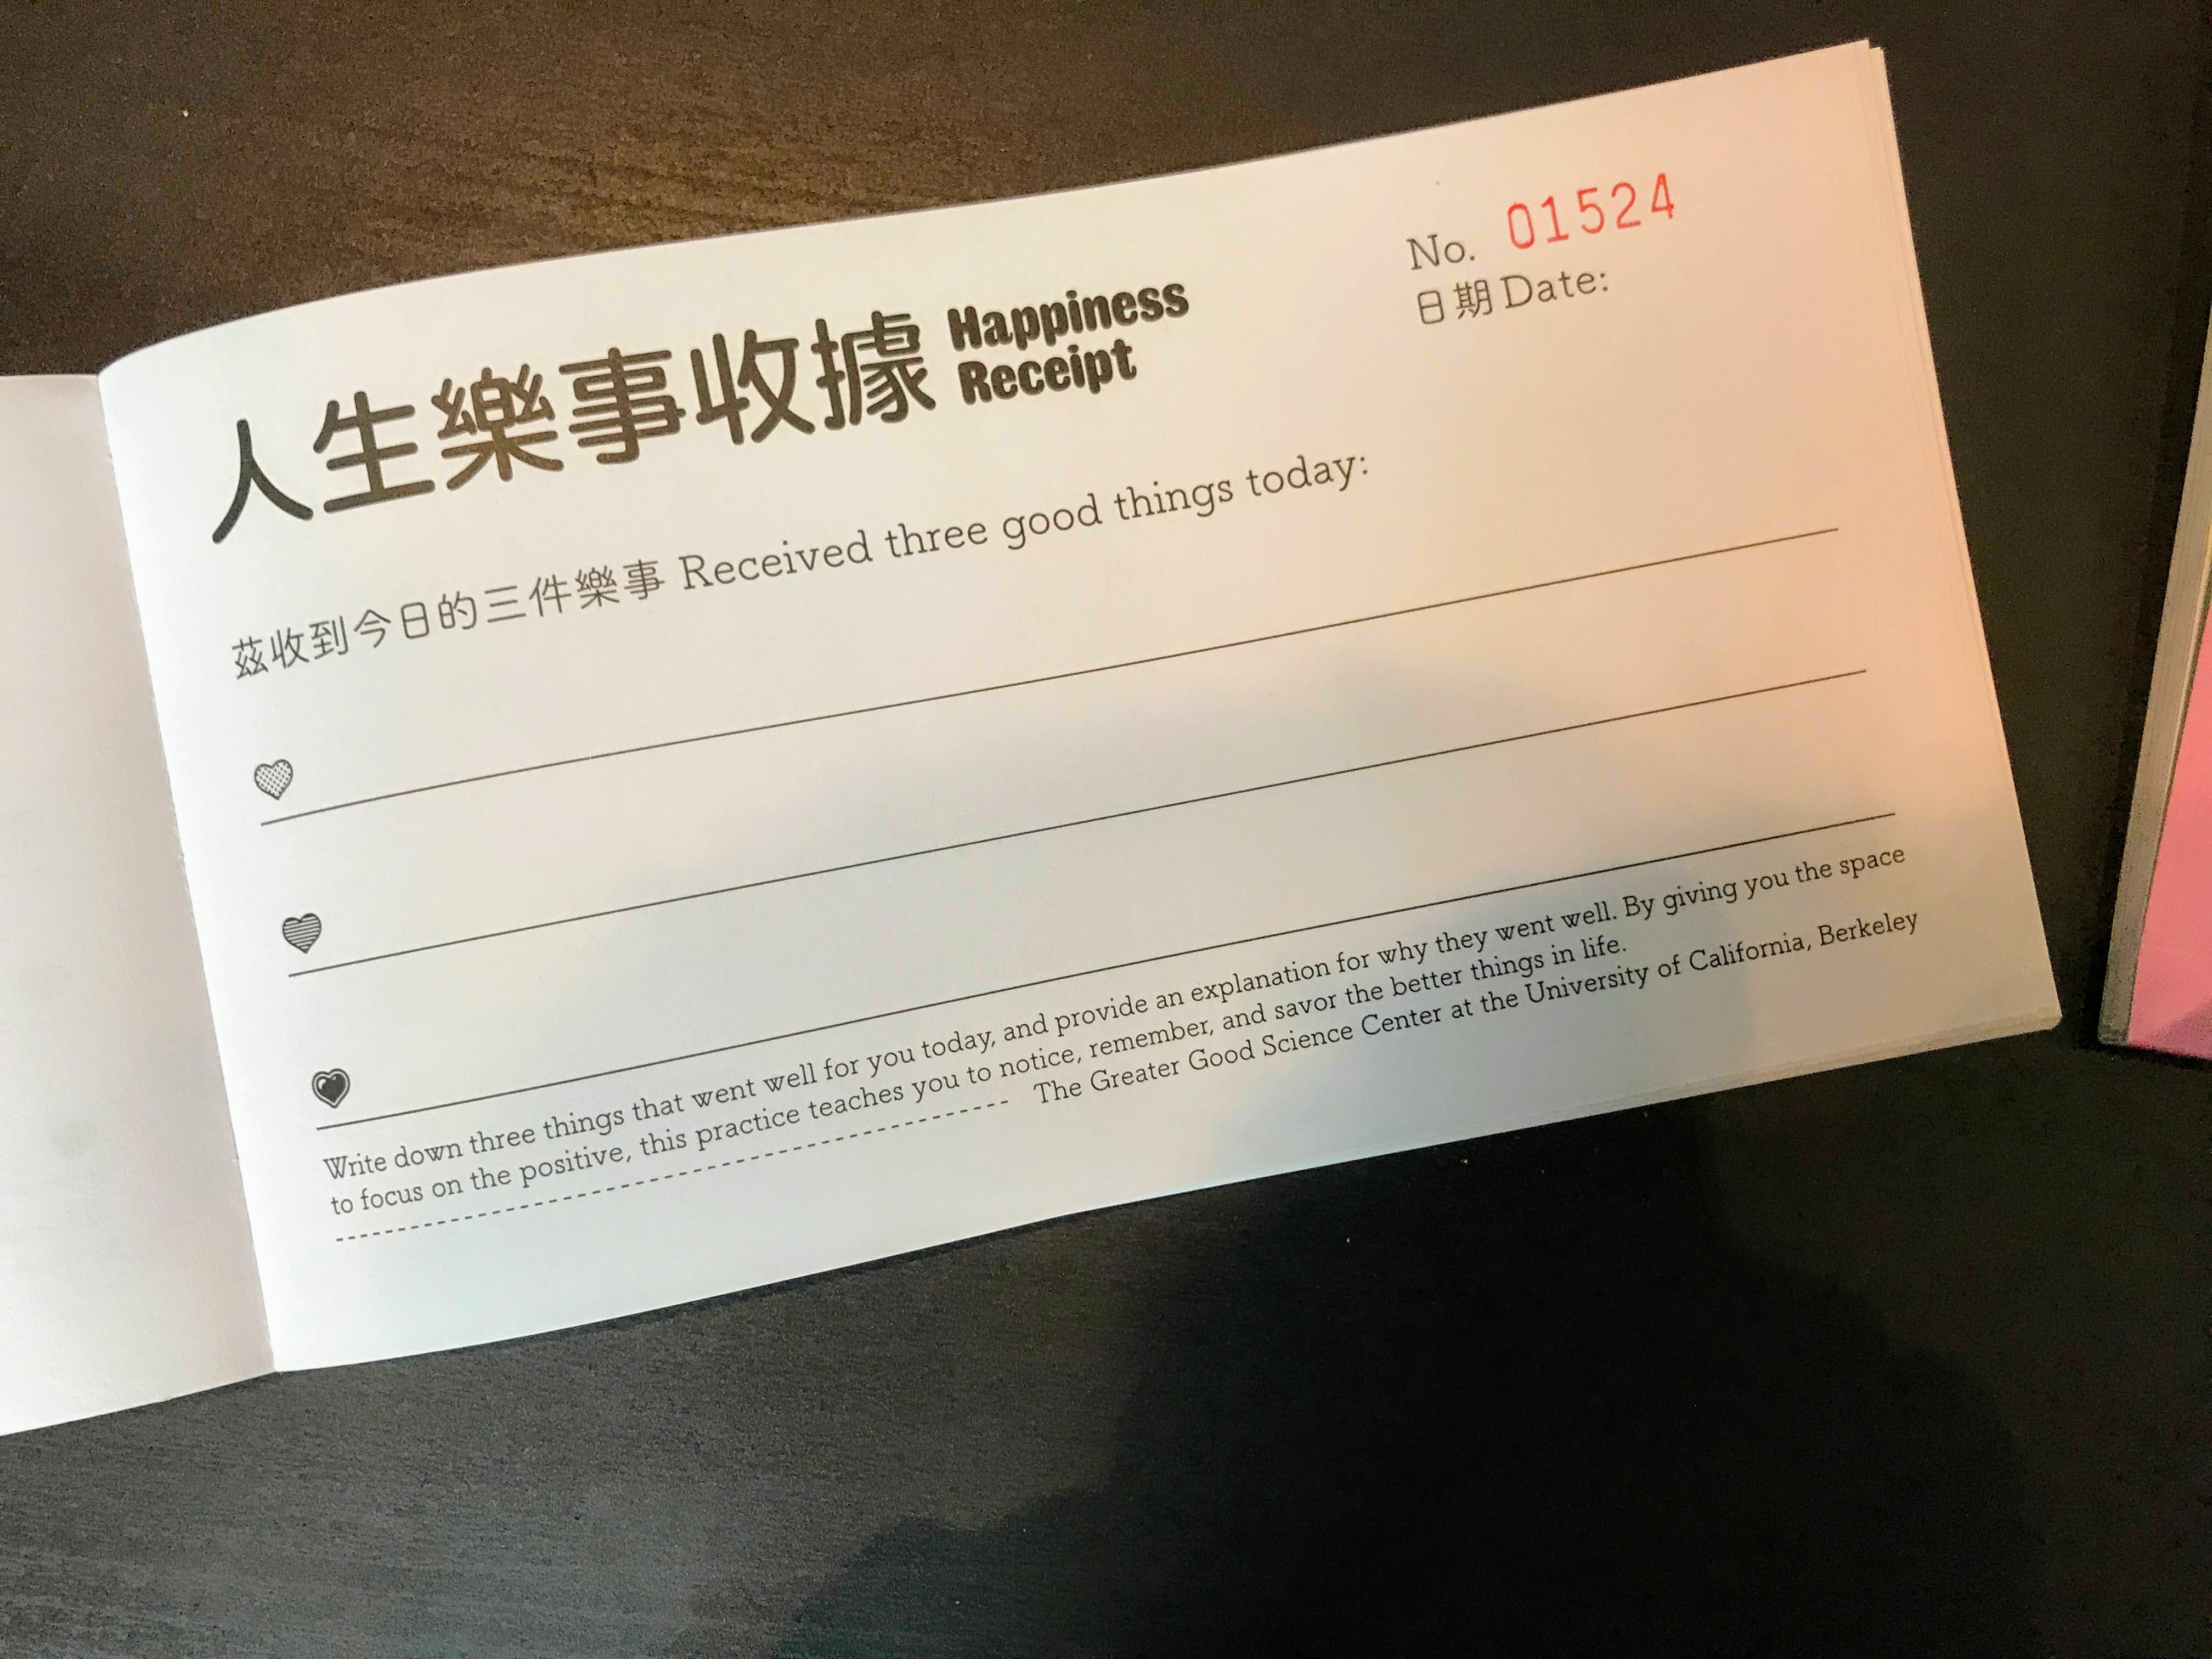 No. 01524
日期 Date:
人生樂事收據 Happiness
Receipt
茲收到今日的三件樂事 Received three good things today:
Write down three things that went well for you today, and provide an explanation for why they went well. By giving you the space
to focus on the positive, this practice teaches you to notice, remember, and savor the better things in life.
The Greater Good Science Center at the University of California, Berkeley